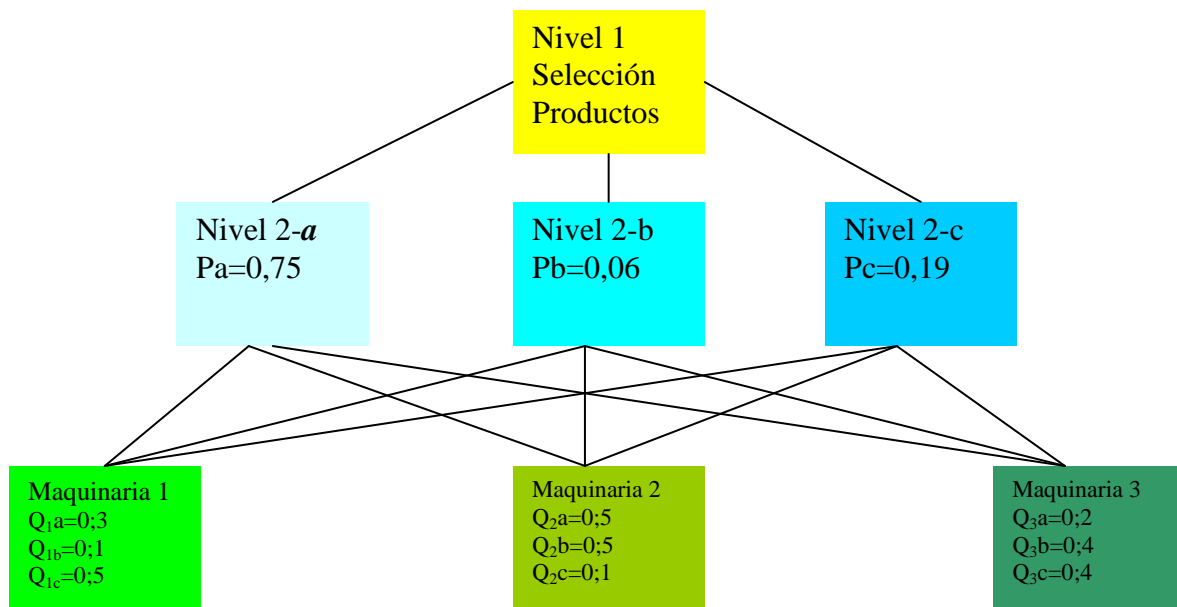 Nivel 1
Selección
Productos
Nivel 2-a
Pa=0,75
Nivel 2-b
Pb=0,06
Nivel 2-c
Pc=0,19
Maquinaria 1
Q₁a=0;3
Q₁b=0;1
Q₁c=0;5
Maquinaria 2
Q₂a=0;5
Q₂b=0;5
Q₂c=0;1
Maquinaria 3
Q₃a=0;2
Q₃b=0;4
Q₃c=0;4